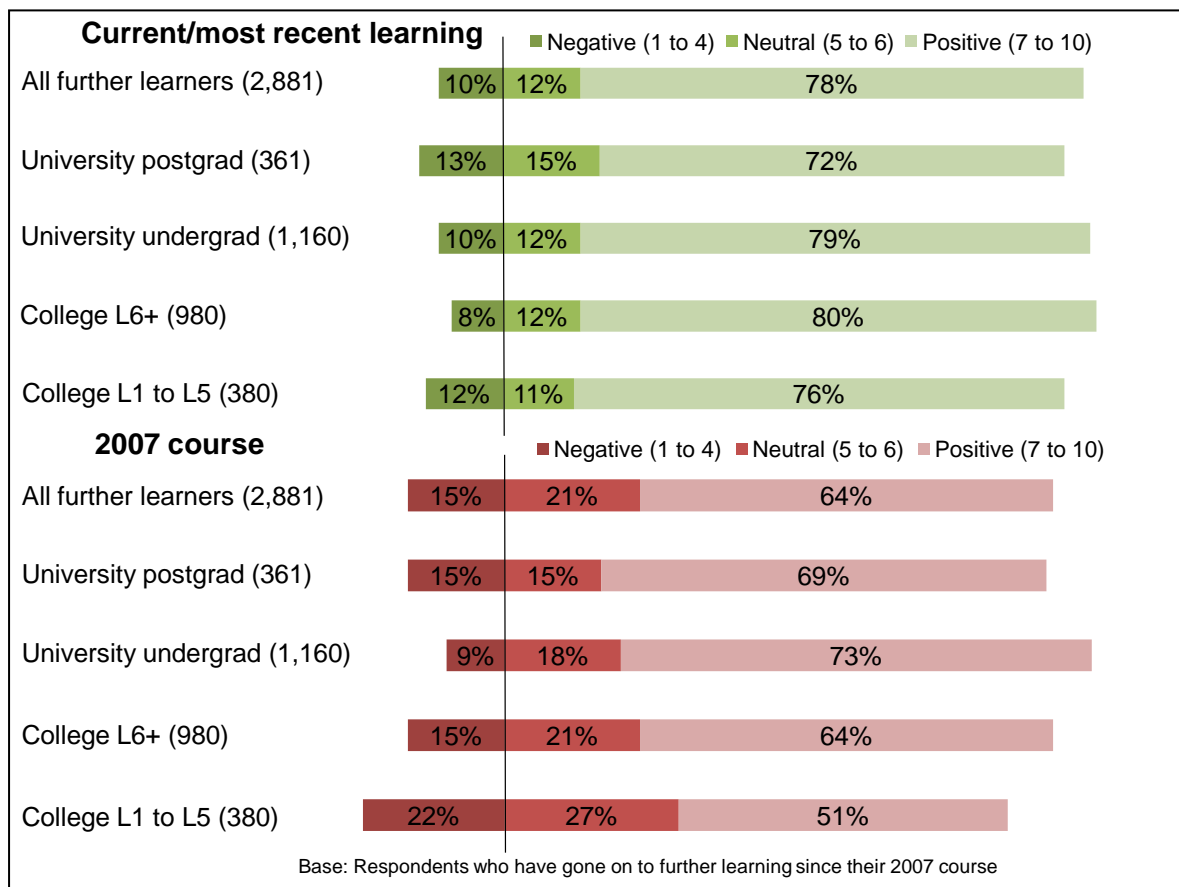 Current/most recent learning
Negative (1 to 4) Neutral (5 to 6) Positive (7 to 10)
All further learners (2,881) 10% 12% 78%
University postgrad (361) 13% 15% 72%
University undergrad (1,160) 10% 12% 79%
College L6+ (980) 8% 12% 80%
College L1 to L5 (380) 12% 11% 76%
2007 course
Negative (1 to 4) Neutral (5 to 6) Positive (7 to 10)
All further learners (2,881) 15% 21% 64%
University postgrad (361) 15% 15% 69%
University undergrad (1,160) 9% 18% 73%
College L6+ (980) 15% 21% 64%
College L1 to L5 (380) 22% 27% 51%
Base: Respondents who have gone on to further learning since their 2007 course